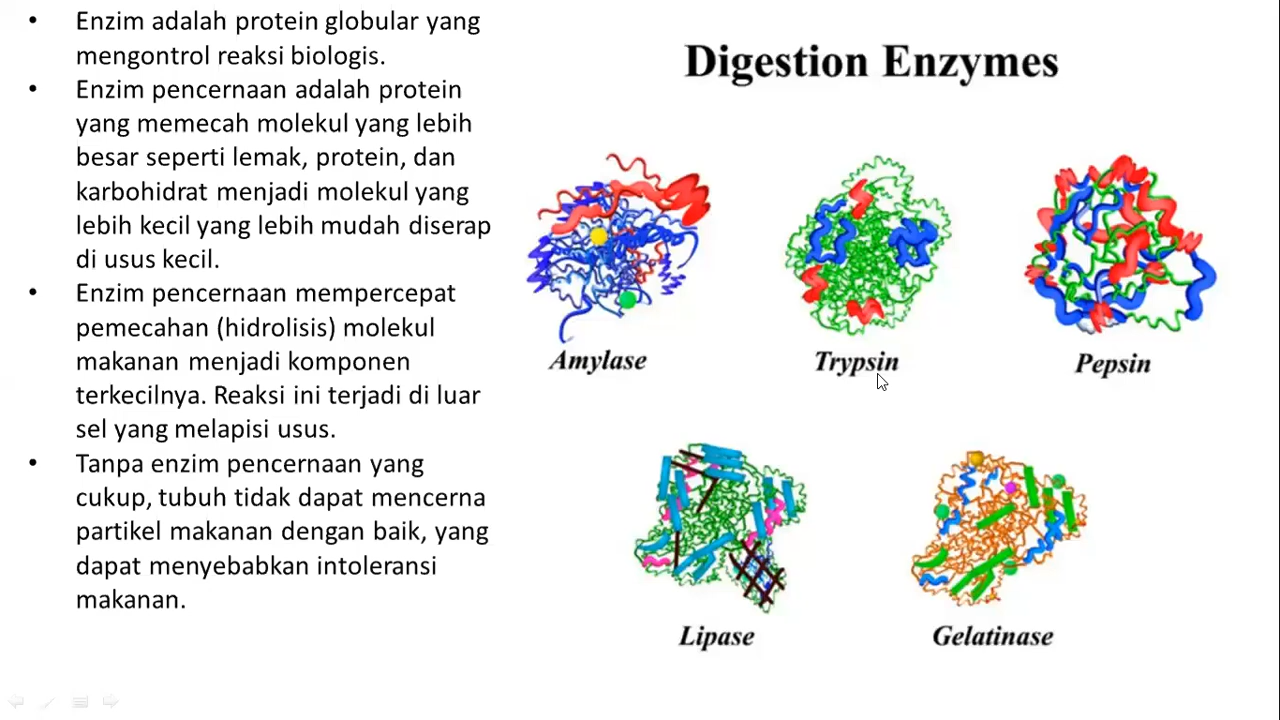 • Enzim adalah protein globular yang
mengontrol reaksi biologis.
• Enzim pencernaan adalah protein
yang memecah molekul yang lebih
besar seperti lemak, protein, dan
karbohidrat menjadi molekul yang
lebih kecil yang lebih mudah diserap
di usus kecil.
• Enzim pencernaan mempercepat
pemecahan (hidrolisis) molekul
makanan menjadi komponen
terkecilnya. Reaksi ini terjadi di luar
sel yang melapisi usus.
• Tanpa enzim pencernaan yang
cukup, tubuh tidak dapat mencerna
partikel makanan dengan baik, yang
dapat menyebabkan intoleransi
makanan.
Digestion Enzymes
Amylase
Trypsin
Pepsin
Lipase
Gelatinase